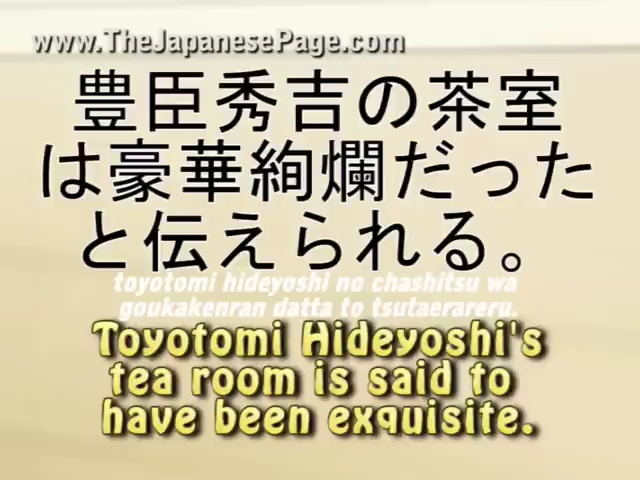 www.TheJapanesePage.com
豊臣秀吉の茶室
は豪華絢爛だった
と伝えられる。
toyotomi hideyoshi no chashitsu wa
goukakenran datta to tsutaerareru.
Toyotomi Hideyoshi's
tea room is said to
have been exquisite.